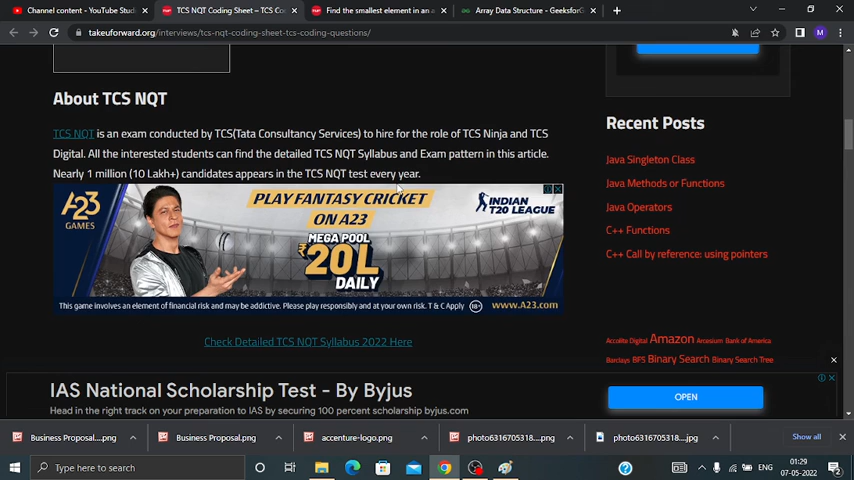 Channel content - YouTube Stud
TCS NQT Coding Sheet – TCS Co
Find the smallest element in an a
Array Data Structure - GeeksforG
takeuforward.org/interviews/tcs-nqt-coding-sheet-tcs-coding-questions/
M
About TCS NQT
TCS NQT is an exam conducted by TCS(Tata Consultancy Services) to hire for the role of TCS Ninja and TCS
Digital. All the interested students can find the detailed TCS NQT Syllabus and Exam pattern in this article.
Nearly 1 million (10 Lakh+) candidates appears in the TCS NQT test every year.
A23
GAMES
PLAY FANTASY CRICKET
ON A23
MEGA POOL
₹20L
DAILY
INDIAN
T20 LEAGUE
This game involves an element of financial risk and may be addictive. Please play responsibly and at your own risk. T & C Apply
18+
www.A23.com
Check Detailed TCS NQT Syllabus 2022 Here
Recent Posts
Java Singleton Class
Java Methods or Functions
Java Operators
C++ Functions
C++ Call by reference: using pointers
Accolite Digital Amazon Arcesium Bank of America
Barclays BFS Binary Search Binary Search Tree
IAS National Scholarship Test - By Byjus
Head in the right track on your preparation to IAS by securing 100 percent scholarship byjus.com
OPEN
Business Proposal....png
Business Proposal.png
accenture-logo.png
photo6316705318....png
photo6316705318....jpg
Show all
Type here to search
ENG
01:29
07-05-2022
2